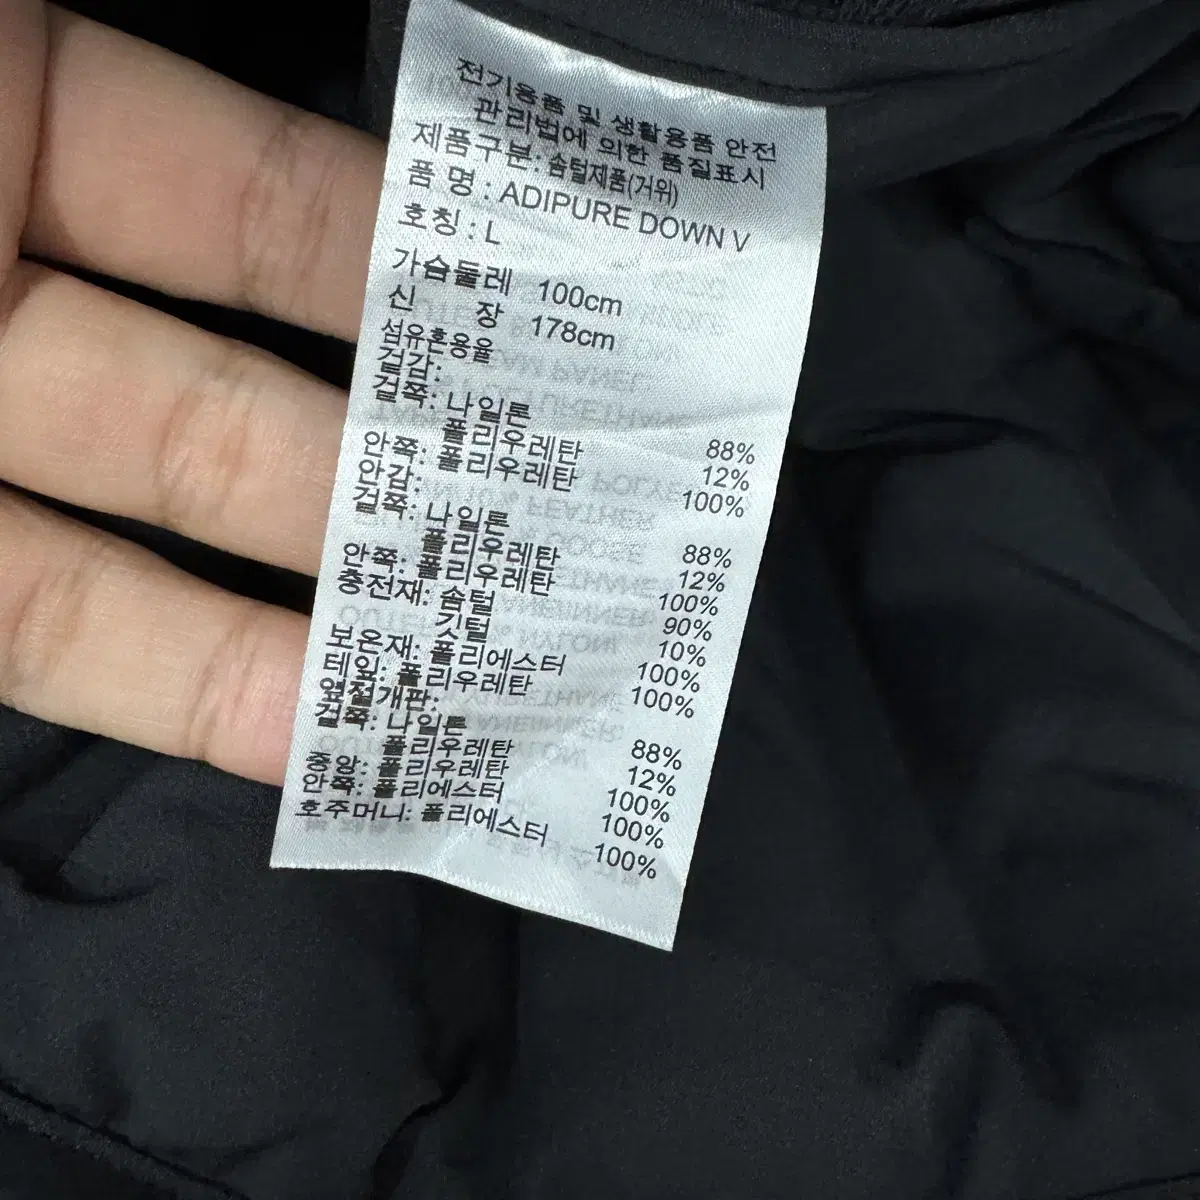 전기용품 및 생활용품 안전
관리법에 의한 품질표시
제품구분: 솜털제품(거위)
품 명 : ADIPURE DOWN V
호칭 : L
가슴둘레 100cm
신 장 178cm
섬유혼용율
겉감:
겉쪽: 나일론 88%
폴리우레탄 12%
안쪽: 폴리우레탄 100%
안감:
겉쪽: 나일론 88%
폴리우레탄 12%
안쪽: 폴리우레탄 100%
충전재: 솜털 90%
깃털 10%
보온재: 폴리에스터 100%
테잎: 폴리우레탄 100%
옆절개판:
겉쪽: 나일론 88%
폴리우레탄 12%
중앙: 폴리우레탄 100%
안쪽: 폴리에스터 100%
호주머니: 폴리에스터 100%